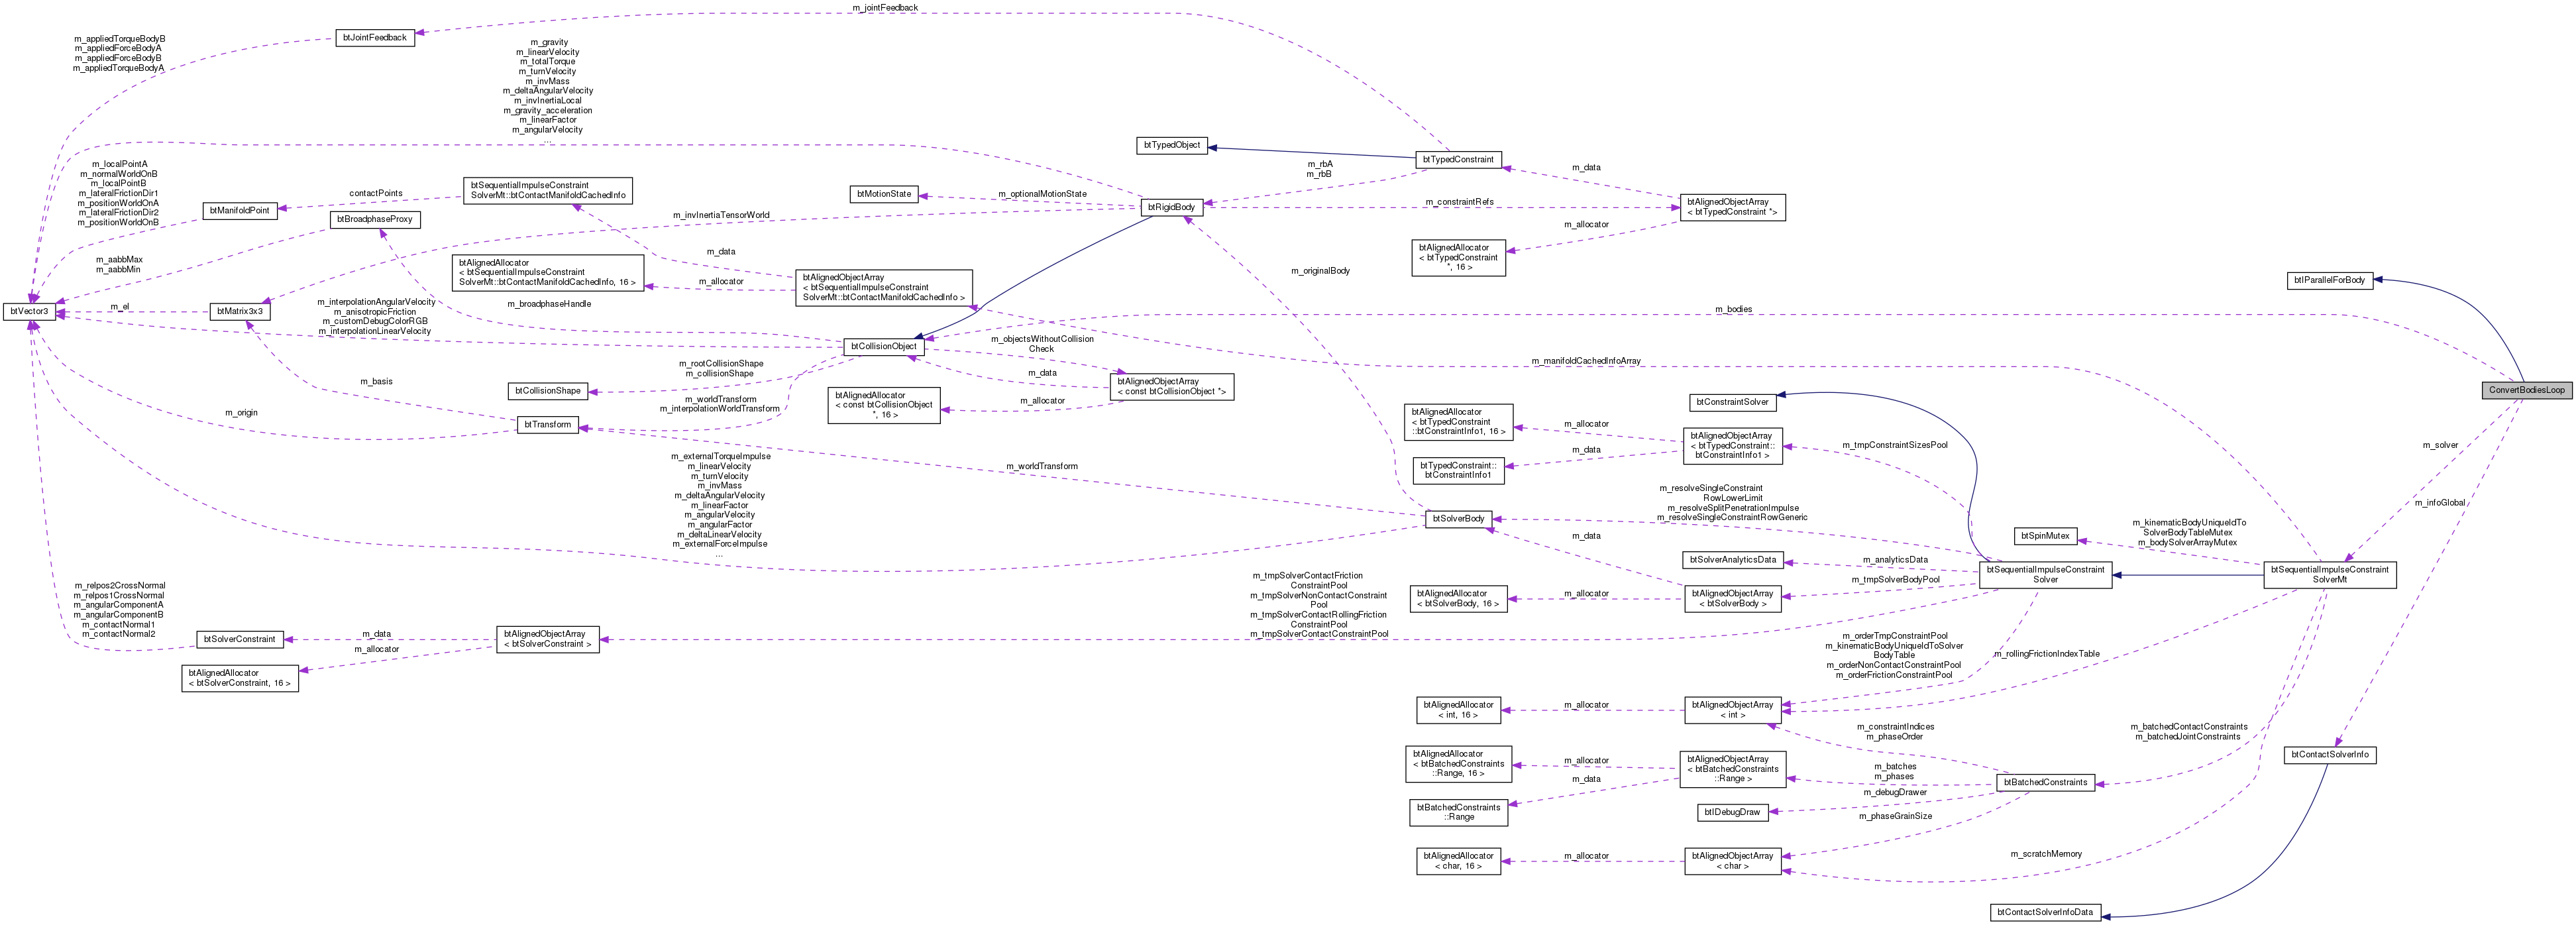 m_jointFeedback
btJointFeedback
m_appliedTorqueBodyB
m_appliedForceBodyA
m_appliedForceBodyB
m_appliedTorqueBodyA
m_gravity
m_linearVelocity
m_totalTorque
m_turnVelocity
m_invMass
m_deltaAngularVelocity
m_invInertiaLocal
m_gravity_acceleration
m_linearFactor
m_angularVelocity
...
btTypedObject
btTypedConstraint
m_rbA
m_rbB
m_data
m_localPointA
m_normalWorldOnB
m_localPointB
m_lateralFrictionDir1
m_positionWorldOnA
m_lateralFrictionDir2
m_positionWorldOnB
btManifoldPoint
contactPoints
btSequentialImpulseConstraint
SolverMt::btContactManifoldCachedInfo
btMotionState
m_optionalMotionState
btRigidBody
m_constraintRefs
btAlignedObjectArray
< btTypedConstraint *>
btBroadphaseProxy
m_invInertiaTensorWorld
m_allocator
btAlignedAllocator
< btTypedConstraint
*, 16 >
m_aabbMax
m_aabbMin
btAlignedAllocator
< btSequentialImpulseConstraint
SolverMt::btContactManifoldCachedInfo, 16 >
m_data
m_allocator
btAlignedObjectArray
< btSequentialImpulseConstraint
SolverMt::btContactManifoldCachedInfo >
m_originalBody
btIParallelForBody
btVector3
m_el
btMatrix3x3
m_interpolationAngularVelocity
m_anisotropicFriction
m_customDebugColorRGB
m_interpolationLinearVelocity
m_broadphaseHandle
m_bodies
btCollisionObject
m_objectsWithoutCollision
Check
m_manifoldCachedInfoArray
m_rootCollisionShape
m_collisionShape
m_data
btAlignedObjectArray
< const btCollisionObject *>
m_basis
btCollisionShape
btAlignedAllocator
< const btCollisionObject
*, 16 >
m_allocator
ConvertBodiesLoop
m_worldTransform
m_interpolationWorldTransform
m_origin
btTransform
btConstraintSolver
btAlignedAllocator
< btTypedConstraint
::btConstraintInfo1, 16 >
m_allocator
btAlignedObjectArray
< btTypedConstraint::
btConstraintInfo1 >
m_tmpConstraintSizesPool
m_solver
m_data
btTypedConstraint::
btConstraintInfo1
m_externalTorqueImpulse
m_linearVelocity
m_turnVelocity
m_invMass
m_deltaAngularVelocity
m_linearFactor
m_angularVelocity
m_angularFactor
m_deltaLinearVelocity
m_externalForceImpulse
...
m_worldTransform
m_resolveSingleConstraint
RowLowerLimit
m_resolveSplitPenetrationImpulse
m_resolveSingleConstraintRowGeneric
m_infoGlobal
btSolverBody
m_data
btSpinMutex
m_kinematicBodyUniqueIdTo
SolverBodyTableMutex
m_bodySolverArrayMutex
btSolverAnalyticsData
m_analyticsData
btSequentialImpulseConstraint
Solver
btSequentialImpulseConstraint
SolverMt
m_tmpSolverBodyPool
btAlignedAllocator
< btSolverBody, 16 >
m_allocator
btAlignedObjectArray
< btSolverBody >
m_tmpSolverContactFriction
ConstraintPool
m_tmpSolverNonContactConstraint
Pool
m_tmpSolverContactRollingFriction
ConstraintPool
m_tmpSolverContactConstraintPool
m_relpos2CrossNormal
m_relpos1CrossNormal
m_angularComponentA
m_angularComponentB
m_contactNormal1
m_contactNormal2
btSolverConstraint
m_data
btAlignedObjectArray
< btSolverConstraint >
m_allocator
btAlignedAllocator
< btSolverConstraint, 16 >
m_orderTmpConstraintPool
m_kinematicBodyUniqueIdToSolver
BodyTable
m_orderNonContactConstraintPool
m_orderFrictionConstraintPool
m_rollingFrictionIndexTable
btAlignedAllocator
< int, 16 >
m_allocator
btAlignedObjectArray
< int >
m_constraintIndices
m_phaseOrder
m_batchedContactConstraints
m_batchedJointConstraints
btContactSolverInfo
btAlignedAllocator
< btBatchedConstraints
::Range, 16 >
m_allocator
btAlignedObjectArray
< btBatchedConstraints
::Range >
m_batches
m_phases
btBatchedConstraints
m_data
btBatchedConstraints
::Range
m_debugDrawer
btIDebugDraw
m_phaseGrainSize
btAlignedAllocator
< char, 16 >
m_allocator
btAlignedObjectArray
< char >
m_scratchMemory
btContactSolverInfoData